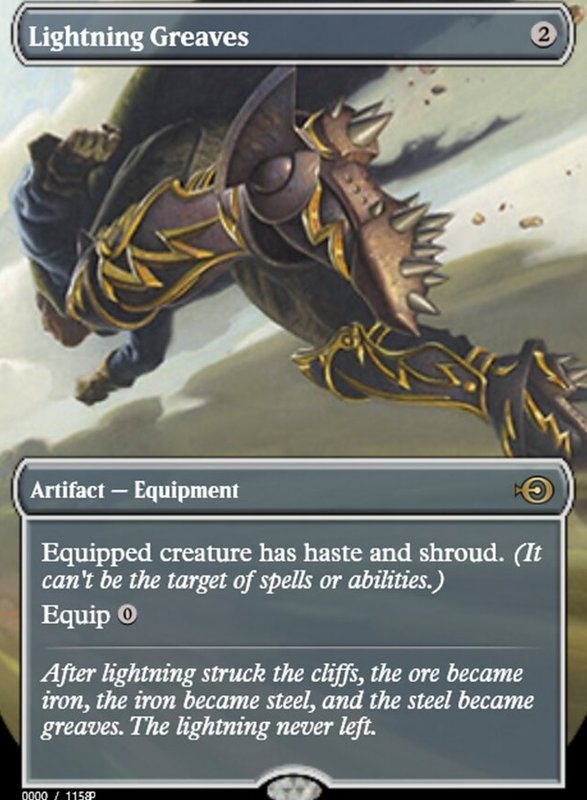 Lightning Greaves 2
Artifact — Equipment
Equipped creature has haste and shroud. (It
can't be the target of spells or abilities.)
Equip 0
After lightning struck the cliffs, the ore became
iron, the iron became steel, and the steel became
greaves. The lightning never left.
0000 / 1158P